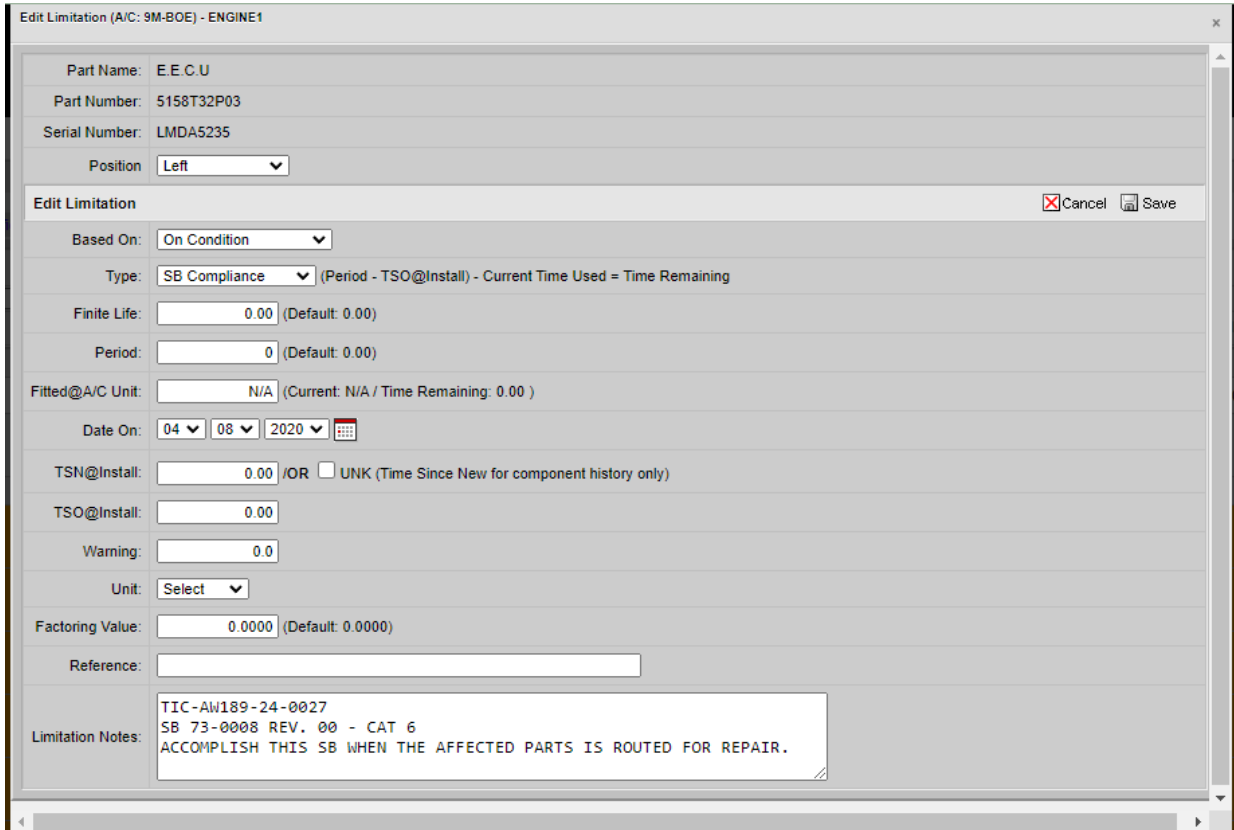 Edit Limitation (A/C: 9M-BOE) - ENGINE1
Part Name: E.E.C.U
Part Number: 5158T32P03
Serial Number: LMDA5235
Position Left
Edit Limitation Cancel Save
Based On: On Condition
Type: SB Compliance (Period - TSO@Install) - Current Time Used = Time Remaining
Finite Life: 0.00 (Default: 0.00)
Period: 0 (Default: 0.00)
Fitted@A/C Unit: N/A (Current: N/A / Time Remaining: 0.00 )
Date On: 04 08 2020
TSN@Install: 0.00 /OR UNK (Time Since New for component history only)
TSO@Install: 0.00
Warning: 0.0
Unit: Select
Factoring Value: 0.0000 (Default: 0.0000)
Reference:
Limitation Notes: TIC-AW189-24-0027
SB 73-0008 REV. 00 - CAT 6
ACCOMPLISH THIS SB WHEN THE AFFECTED PARTS IS ROUTED FOR REPAIR.